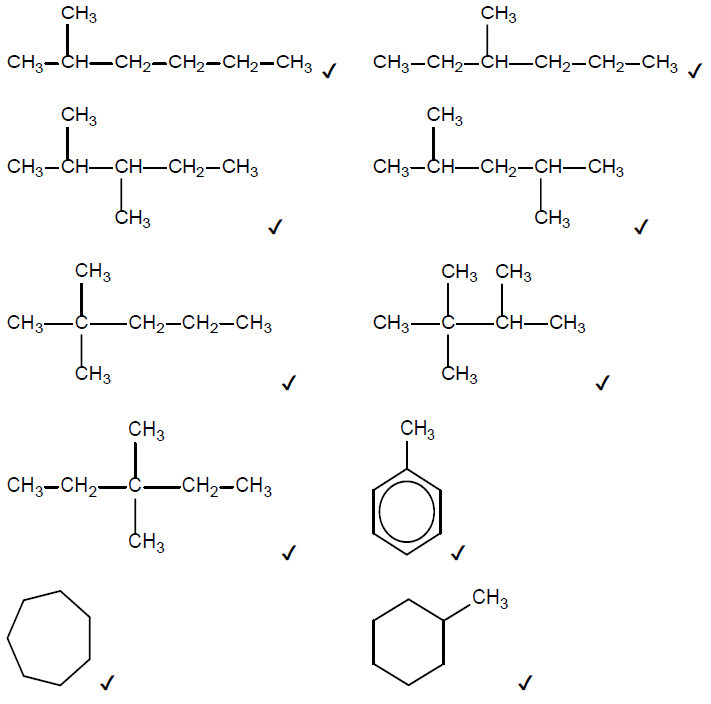 CH₃ CH₃
CH₃–CH–CH₂–CH₂–CH₂–CH₃ ✓ CH₃–CH₂–CH–CH₂–CH₂–CH₃ ✓
CH₃ CH₃
CH₃–CH–CH–CH₂–CH₃ CH₃–CH–CH₂–CH–CH₃
CH₃ ✓ CH₃ ✓
CH₃ CH₃ CH₃
CH₃–C–CH₂–CH₂–CH₃ CH₃–C–CH–CH₃
CH₃ ✓ CH₃ ✓
CH₃ CH₃
CH₃–CH₂–C–CH₂–CH₃
CH₃ ✓ ✓
CH₃
✓ ✓